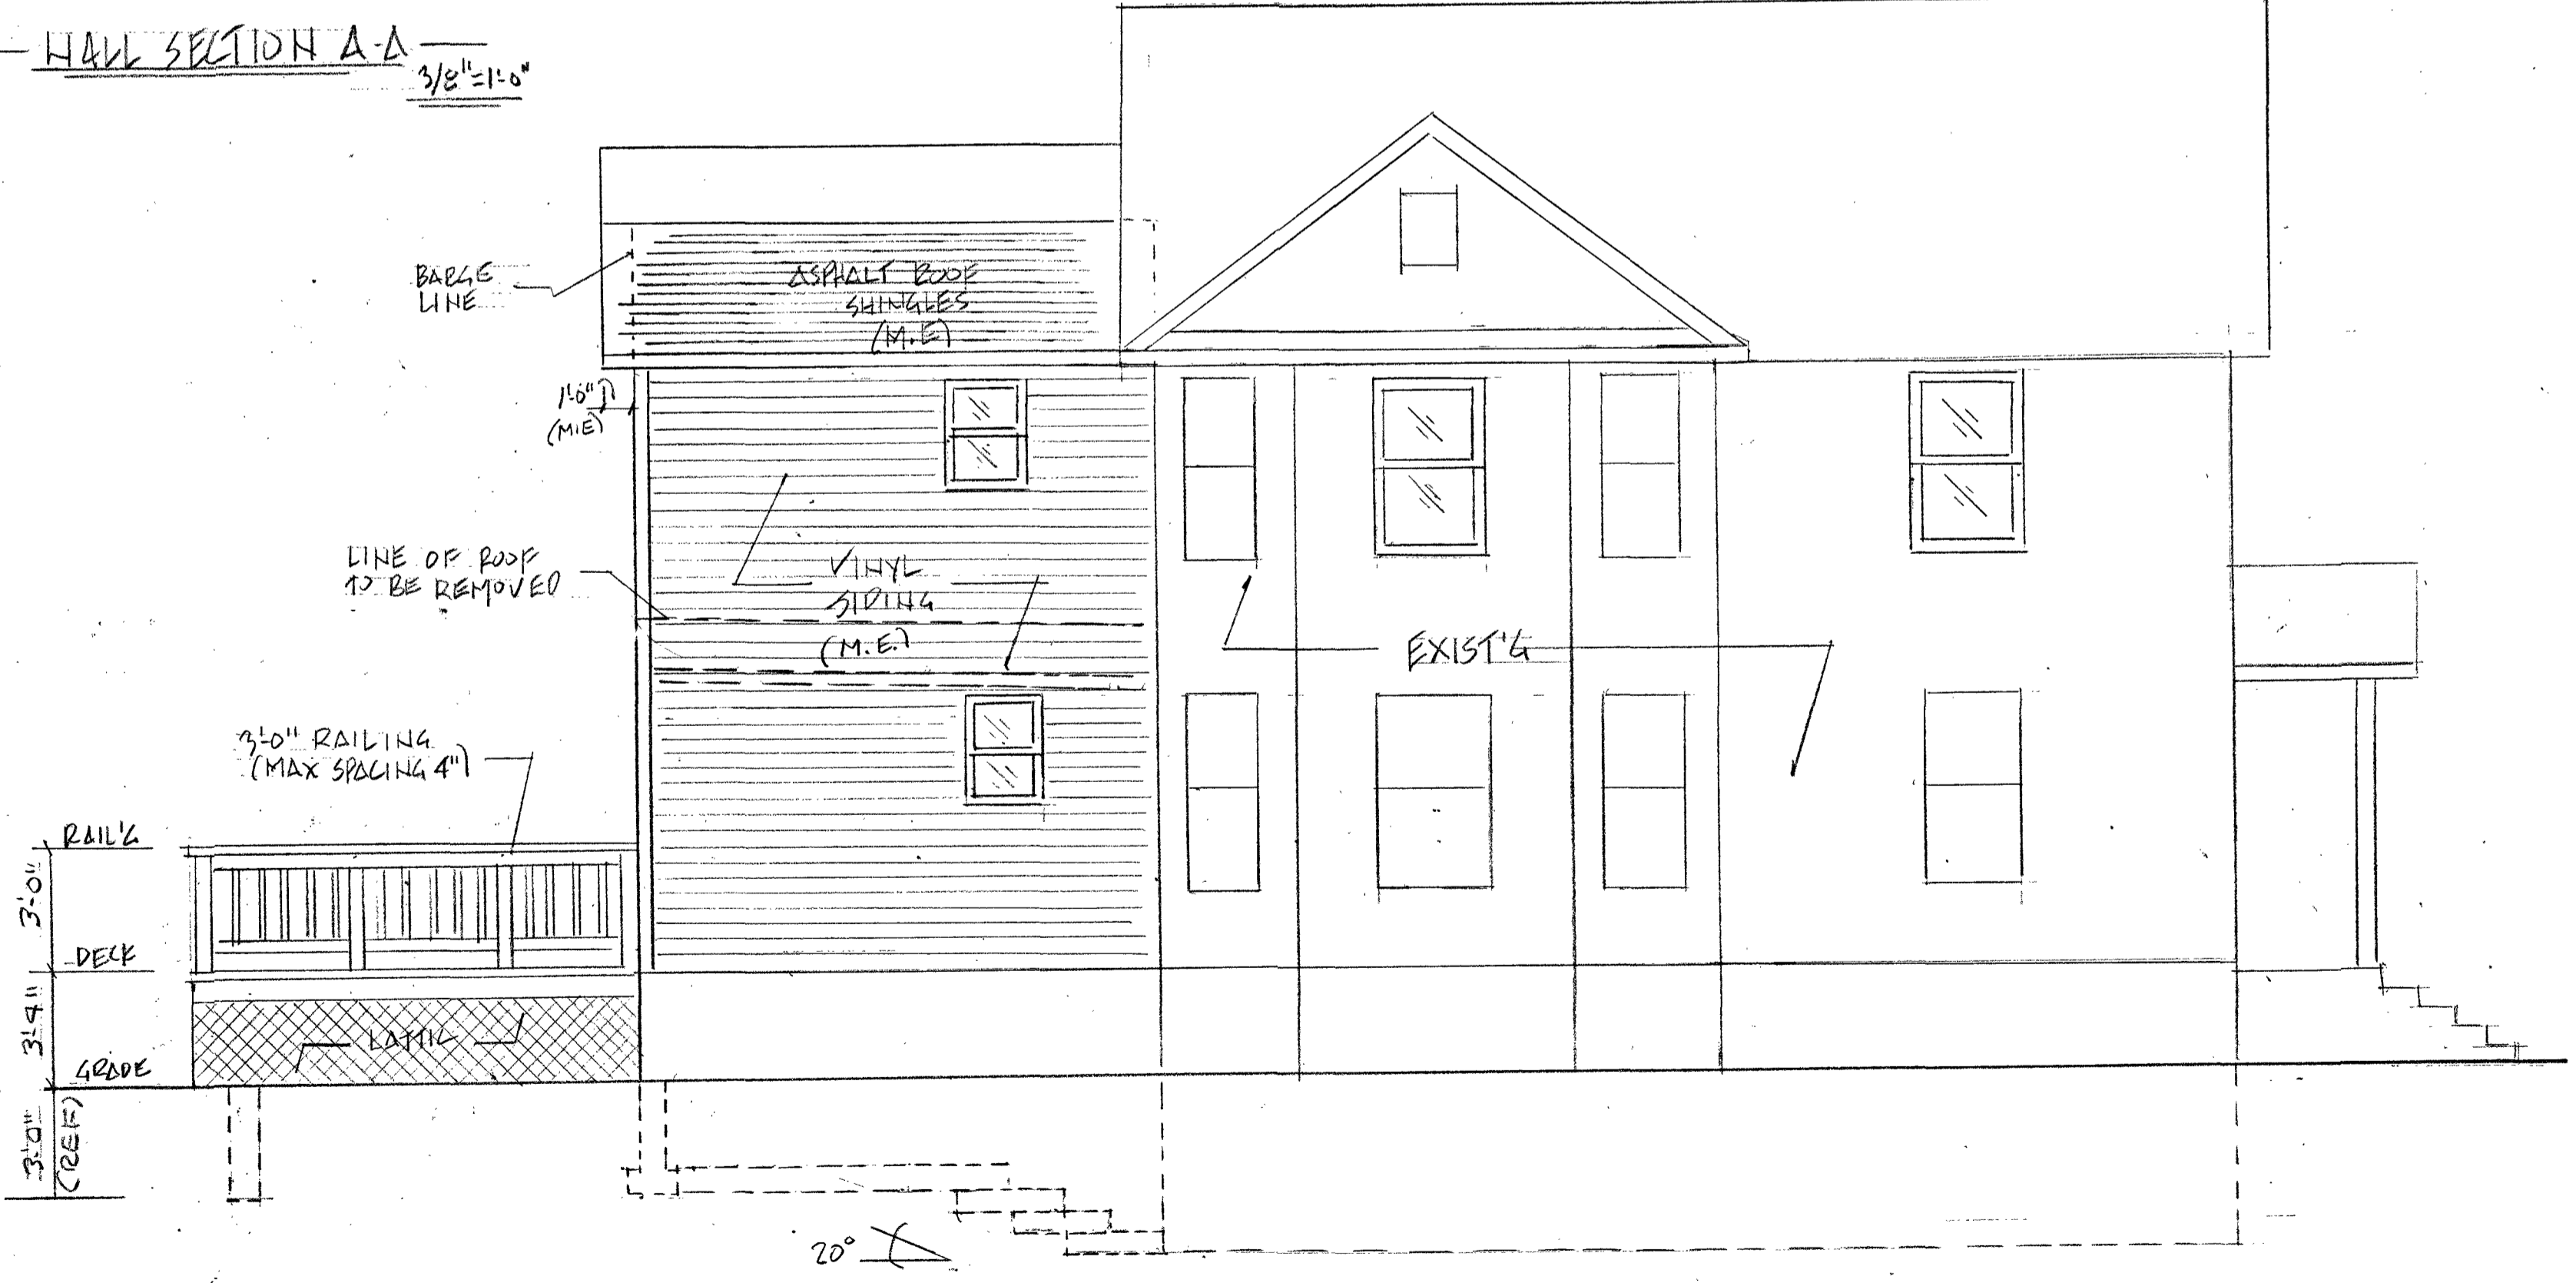 WALL SECTION A-A
3/8"=1'-0"
BARGE
LINE
ASPHALT ROOF
SHINGLES
(M.E)
1'-0"
(M.E)
LINE OF ROOF
TO BE REMOVED
VINYL
SIDING
(M.E.)
EXIST'G
3'-0" RAILING
(MAX SPACING 4")
RAIL'G
3'-0"
DECK
3'-4"
LATTIC
GRADE
3'-0"
(REF)
20°